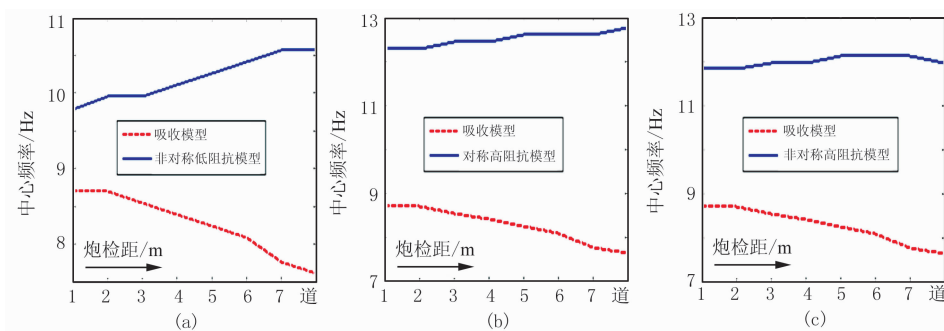 11
10
9
8
中心频率/Hz
吸收模型
非对称低阻抗模型
炮检距/m
1 2 3 4 5 6 7 道
(a)
13
11
9
7
中心频率/Hz
吸收模型
对称高阻抗模型
炮检距/m
1 2 3 4 5 6 7 道
(b)
13
11
9
7
中心频率/Hz
吸收模型
非对称高阻抗模型
炮检距/m
1 2 3 4 5 6 7 道
(c)